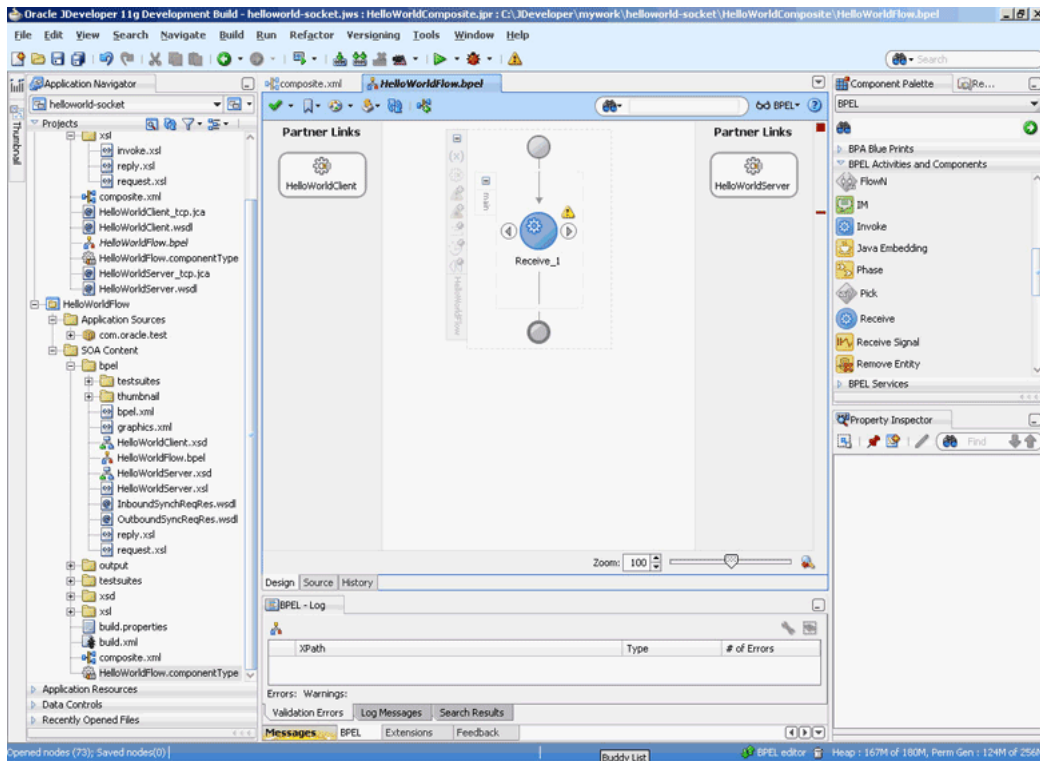 Oracle JDeveloper 11g Development Build - helloworld-socket.jws : HelloWorldComposite.jpr : C:\JDeveloper\mywork\helloworld-socket\HelloWorldComposite\HelloWorldFlow.bpel
File Edit View Search Navigate Build Run Refactor Versioning Tools Window Help
Search
Application Navigator
helloworld-socket
Projects
Thumbnail
xsl
invoke.xsl
reply.xsl
request.xsl
composite.xml
HelloWorldClient_tcp.jca
HelloWorldClient.wsdl
HelloWorldFlow.bpel
HelloWorldFlow.componentType
HelloWorldServer_tcp.jca
HelloWorldServer.wsdl
HelloWorldFlow
Application Sources
com.oracle.test
SOA Content
bpel
testsuites
thumbnail
bpel.xml
graphics.xml
HelloWorldClient.xsd
HelloWorldFlow.bpel
HelloWorldServer.xsd
HelloWorldServer.xsl
InboundSynchReqRes.wsdl
OutboundSyncReqRes.wsdl
reply.xsl
request.xsl
output
testsuites
xsd
xsl
build.properties
build.xml
composite.xml
HelloWorldFlow.componentType
Application Resources
Data Controls
Recently Opened Files
composite.xml HelloWorldFlow.bpel
BPEL
Partner Links
HelloWorldClient
(x)
main
Receive_1
HelloWorldFlow
Partner Links
HelloWorldServer
Zoom: 100
Design Source History
BPEL - Log
XPath Type # of Errors
Errors: Warnings:
Validation Errors Log Messages Search Results
Messages BPEL Extensions Feedback
Component Palette Re...
BPEL
BPA Blue Prints
BPEL Activities and Components
FlowN
IM
Invoke
Java Embedding
Phase
Pick
Receive
Receive Signal
Remove Entity
BPEL Services
Property Inspector
Find
Opened nodes (73); Saved nodes(0)
Buddy List
BPEL editor
Heap : 167M of 180M, Perm Gen : 124M of 256M